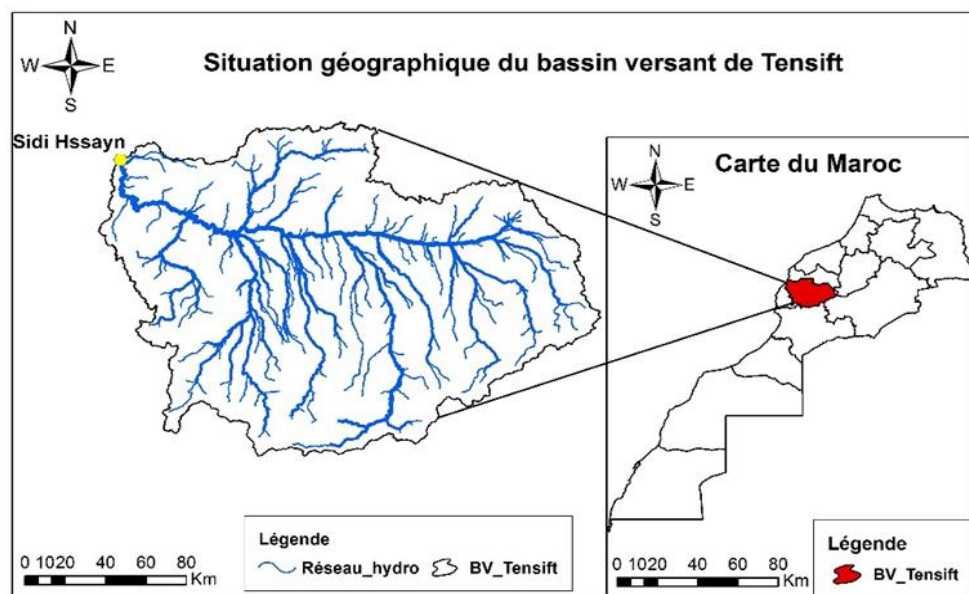 Situation géographique du bassin versant de Tensift
N
W E
S
Sidi Hssayn
Légende
Réseau_hydro BV_Tensift
0 1020 40 60 80
Km
Carte du Maroc
N
W E
S
Légende
BV_Tensift
0 1020 40 60 80
Km